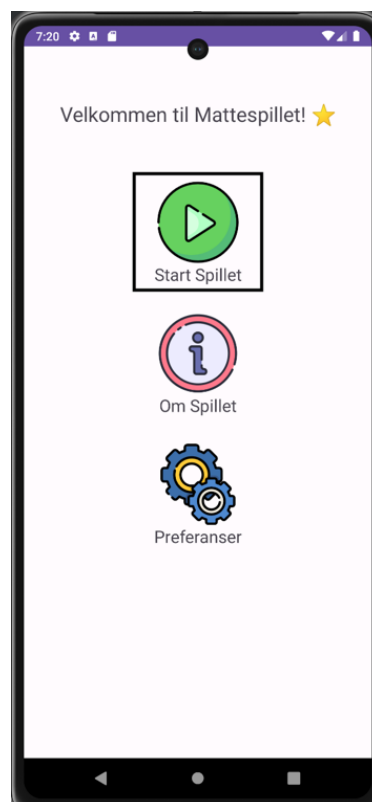 7:20
Velkommen til Mattespillet! ⭐
Start Spillet
Om Spillet
Preferanser